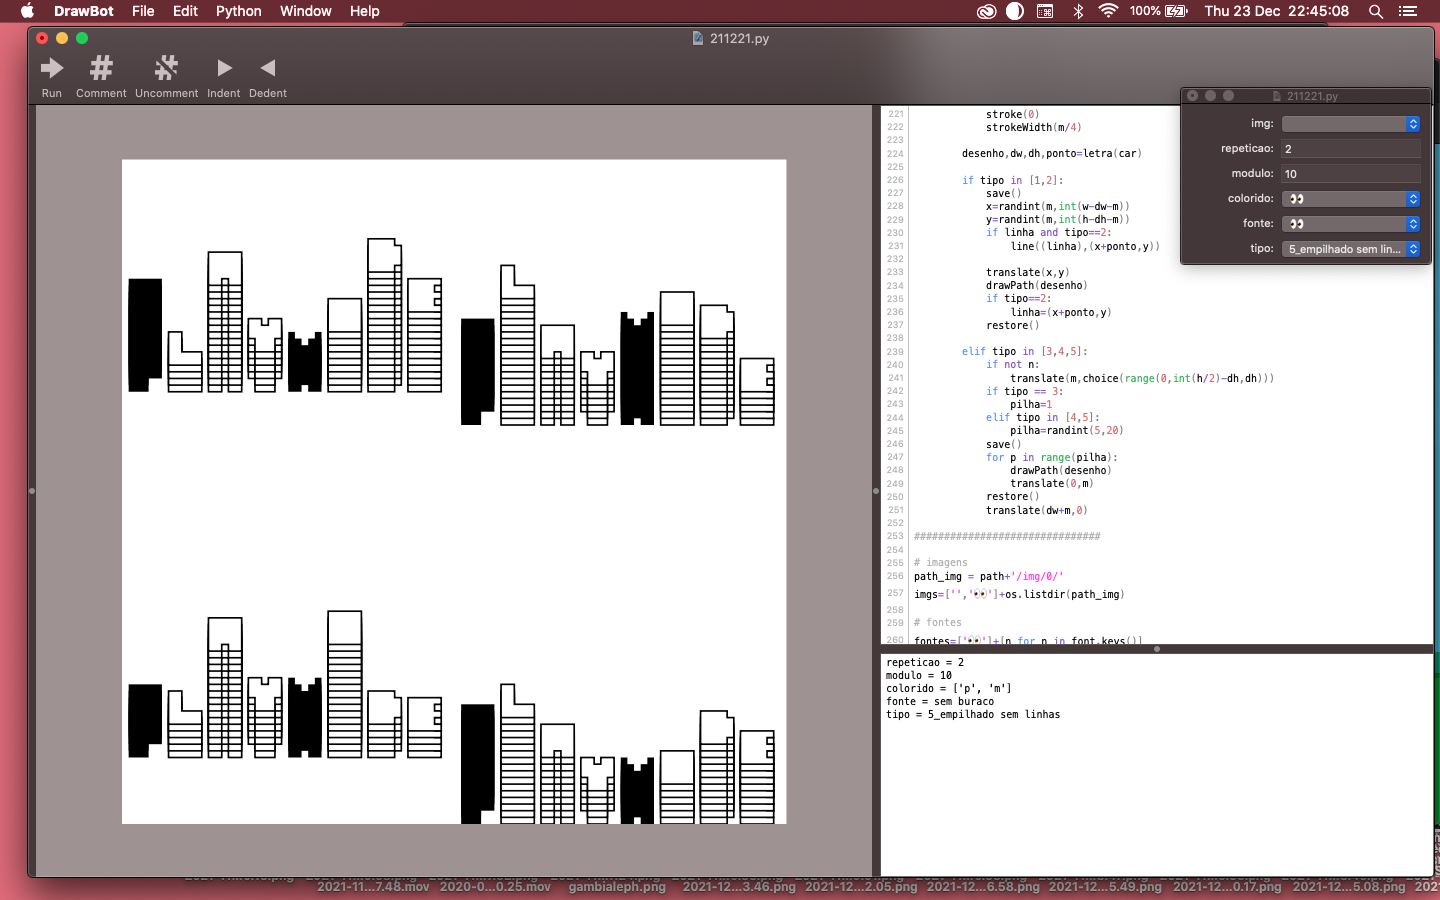 DrawBot File Edit Python Window Help 100% Thu 23 Dec 22:45:08
211221.py
Run Comment Uncomment Indent Dedent
221 stroke(0)
222 strokeWidth(m/4)
223
224 desenho,dw,dh,ponto=letra(car)
225
226 if tipo in [1,2]:
227 save()
228 x=randint(m,int(w-dw-m))
229 y=randint(m,int(h-dh-m))
230 if linha and tipo==2:
231 line((linha),(x+ponto,y))
232
233 translate(x,y)
234 drawPath(desenho)
235 if tipo==2:
236 linha=(x+ponto,y)
237 restore()
238
239 elif tipo in [3,4,5]:
240 if not n:
241 translate(m,choice(range(0,int(h/2)-dh,dh)))
242 if tipo == 3:
243 pilha=1
244 elif tipo in [4,5]:
245 pilha=randint(5,20)
246 save()
247 for p in range(pilha):
248 drawPath(desenho)
249 translate(0,m)
250 restore()
251 translate(dw+m,0)
252
253 ###############################
254
255 # imagens
256 path_img = path+'/img/0/'
257 imgs=['','👀']+os.listdir(path_img)
258
259 # fontes
260 fontes=['👀']+[n for n in font.keys()]
211221.py
img:
repeticao: 2
modulo: 10
colorido: 👀
fonte: 👀
tipo: 5_empilhado sem lin...
repeticao = 2
modulo = 10
colorido = ['p', 'm']
fonte = sem buraco
tipo = 5_empilhado sem linhas
2021-11...7.48.mov 2020-0...0.25.mov gambialeph.png 2021-12...3.46.png 2021-12...2.05.png 2021-12...6.58.png 2021-12...5.49.png 2021-12...0.17.png 2021-12...5.08.png